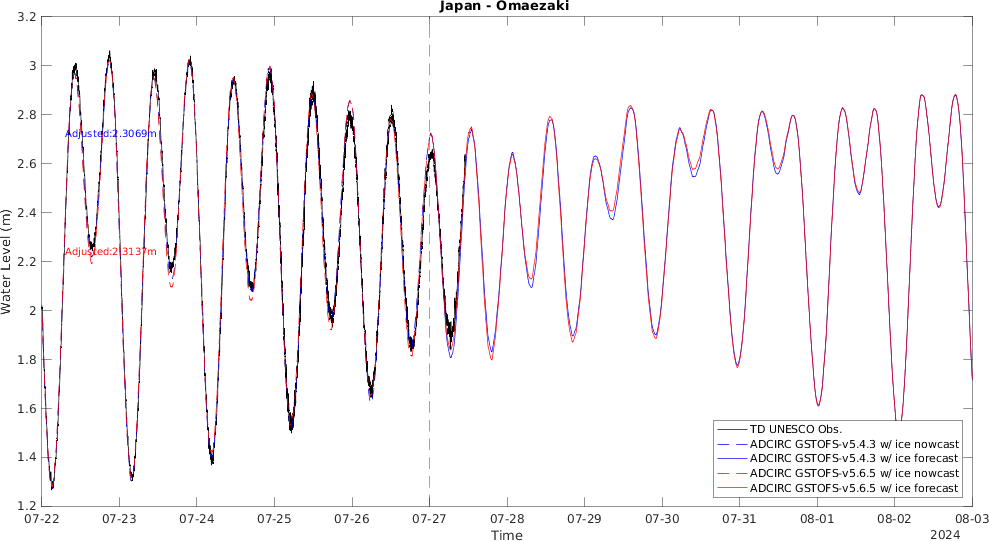 Japan - Omaezaki
Water Level (m)
3.2
3
2.8
2.6
2.4
2.2
2
1.8
1.6
1.4
1.2
Adjusted:2.3069m
Adjusted:2.3137m
TD UNESCO Obs.
ADCIRC GSTOFS-v5.4.3 w/ ice nowcast
ADCIRC GSTOFS-v5.4.3 w/ ice forecast
ADCIRC GSTOFS-v5.6.5 w/ ice nowcast
ADCIRC GSTOFS-v5.6.5 w/ ice forecast
07-22 07-23 07-24 07-25 07-26 07-27 07-28 07-29 07-30 07-31 08-01 08-02 08-03
Time
2024